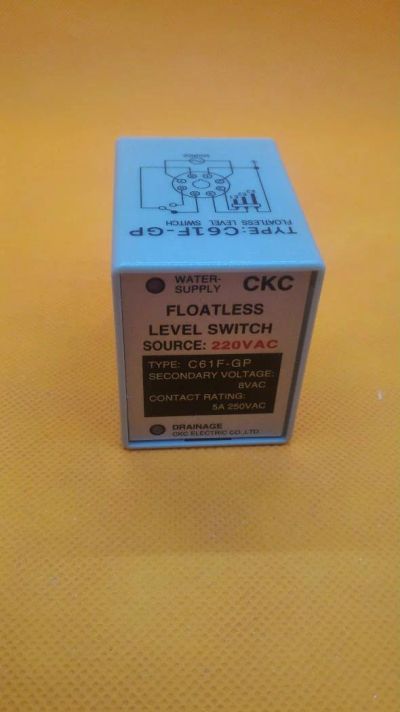 TYPE: C61F-GP
FLOATLESS LEVEL SWITCH
WATER-
SUPPLY
CKC
FLOATLESS
LEVEL SWITCH
SOURCE: 220VAC
TYPE: C61F-GP
SECONDARY VOLTAGE:
8VAC
CONTACT RATING:
5A 250VAC
DRAINAGE
CKC ELECTRIC CO.,LTD.